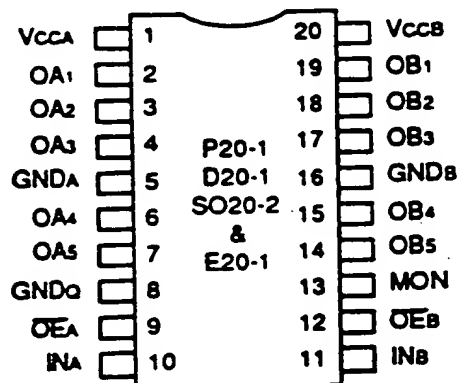 VCCA 1 20 VCCB
OA1 2 19 OB1
OA2 3 18 OB2
OA3 4 17 OB3
GNDA 5 16 GNDB
OA4 6 15 OB4
OA5 7 14 OB5
GNDQ 8 13 MON
O̅E̅A 9 12 O̅E̅B
INA 10 11 INB
P20-1
D20-1
SO20-2
&
E20-1